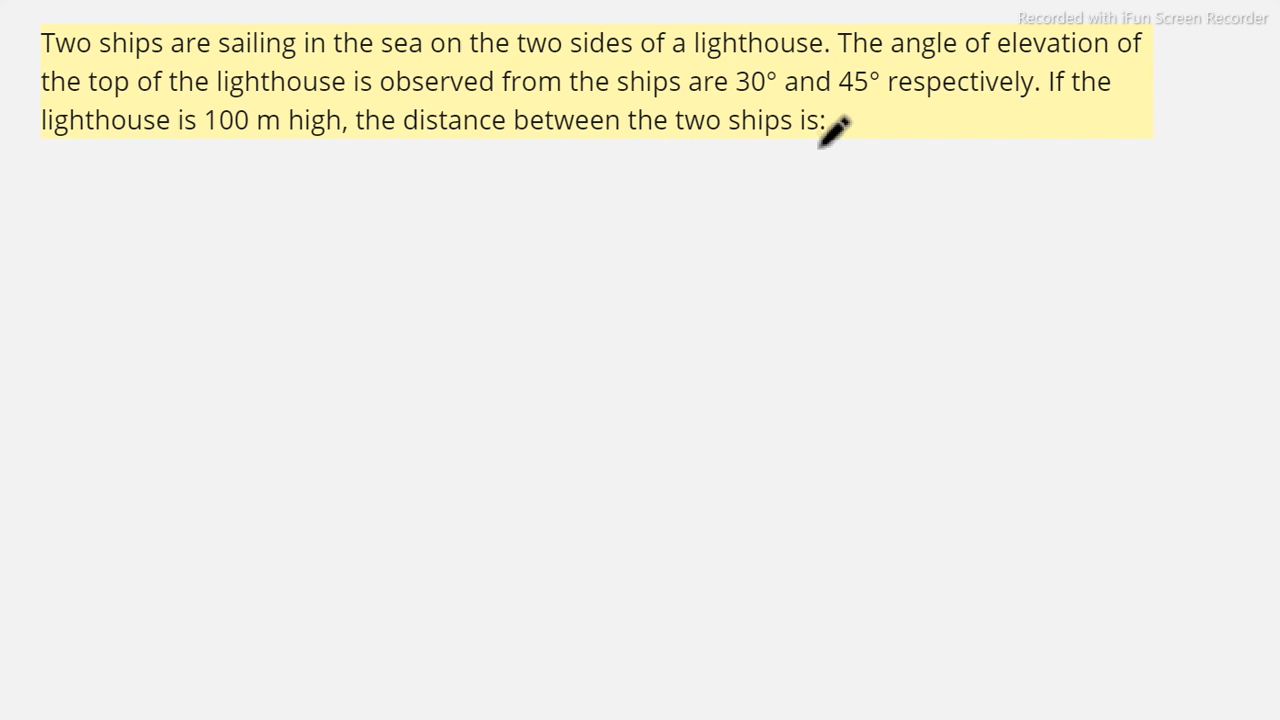 Recorded with iFun Screen Recorder
Two ships are sailing in the sea on the two sides of a lighthouse. The angle of elevation of
the top of the lighthouse is observed from the ships are 30° and 45° respectively. If the
lighthouse is 100 m high, the distance between the two ships is: